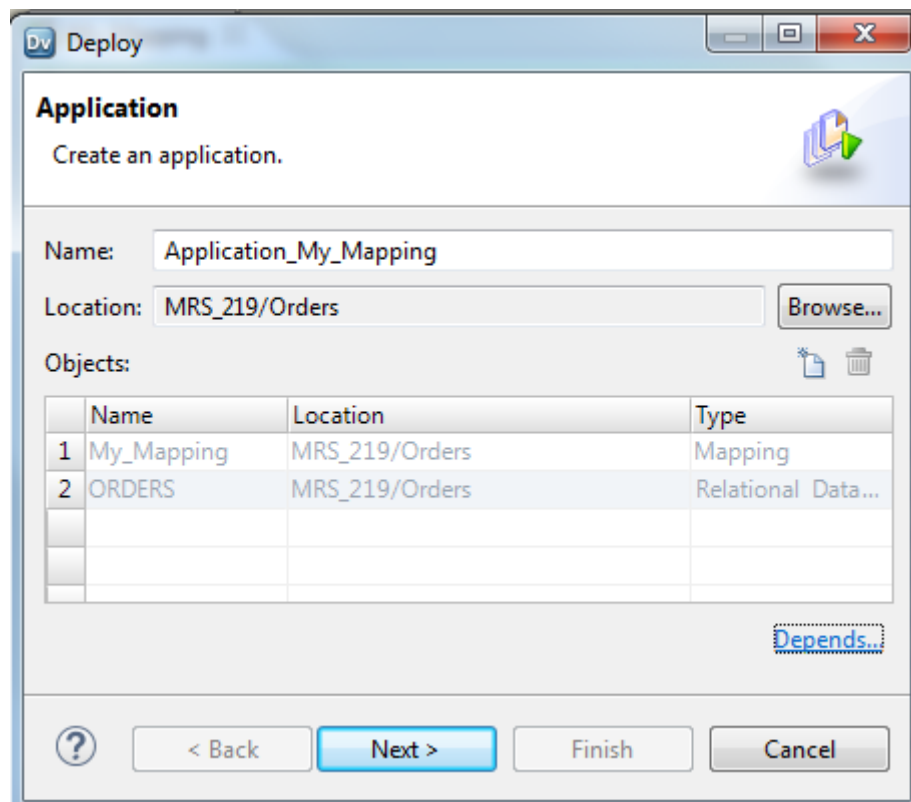 Dv Deploy
Application
Create an application.
Name: Application_My_Mapping
Location: MRS_219/Orders Browse...
Objects:
Name Location Type
1 My_Mapping MRS_219/Orders Mapping
2 ORDERS MRS_219/Orders Relational Data...
Depends...
? < Back Next > Finish Cancel